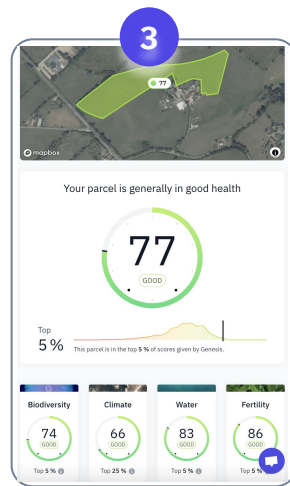 3
77
mapbox
Your parcel is generally in good health
77
GOOD
Top
5 %
This parcel is in the top 5 % of scores given by Genesis.
Biodiversity
Climate
Water
Fertility
74
GOOD
66
GOOD
83
GOOD
86
GOOD
Top 5 %
Top 25 %
Top 5 %
Top 5 %